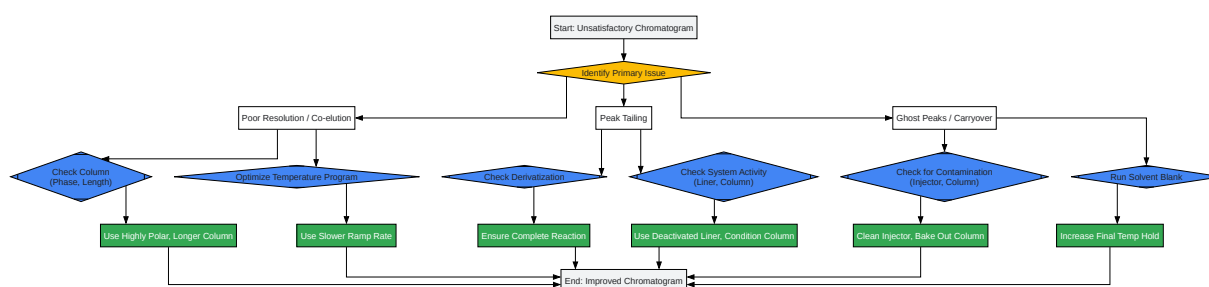 Start: Unsatisfactory Chromatogram
Identify Primary Issue
Poor Resolution / Co-elution
Peak Tailing
Ghost Peaks / Carryover
Check Column
(Phase, Length)
Optimize Temperature Program
Check Derivatization
Check System Activity
(Liner, Column)
Check for Contamination
(Injector, Column)
Run Solvent Blank
Use Highly Polar, Longer Column
Use Slower Ramp Rate
Ensure Complete Reaction
Use Deactivated Liner, Condition Column
Clean Injector, Bake Out Column
Increase Final Temp Hold
End: Improved Chromatogram